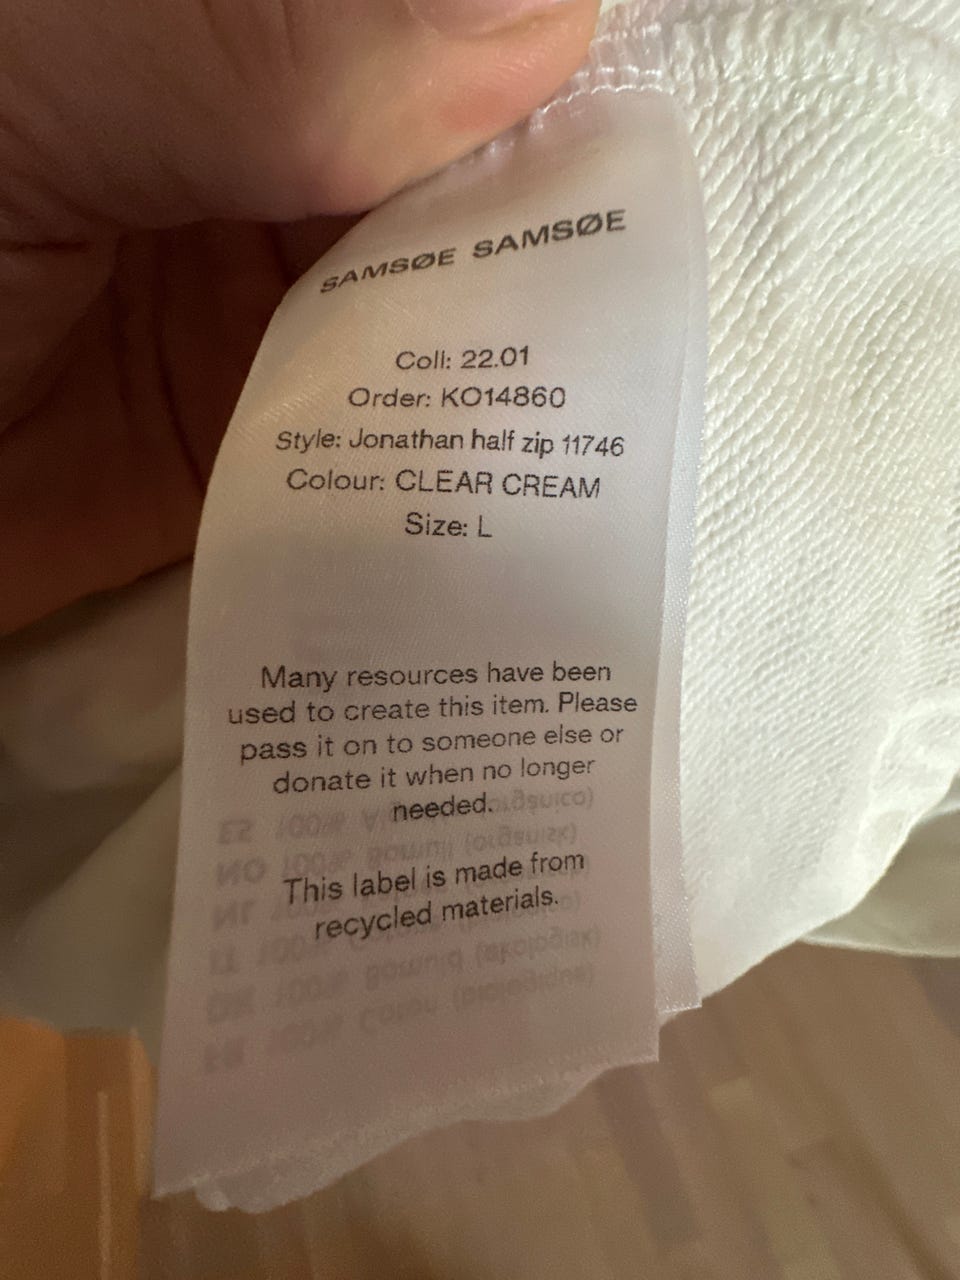 SAMSØE SAMSØE
Coll: 22.01
Order: KO14860
Style: Jonathan half zip 11746
Colour: CLEAR CREAM
Size: L
Many resources have been
used to create this item. Please
pass it on to someone else or
donate it when no longer
needed.
This label is made from
recycled materials.